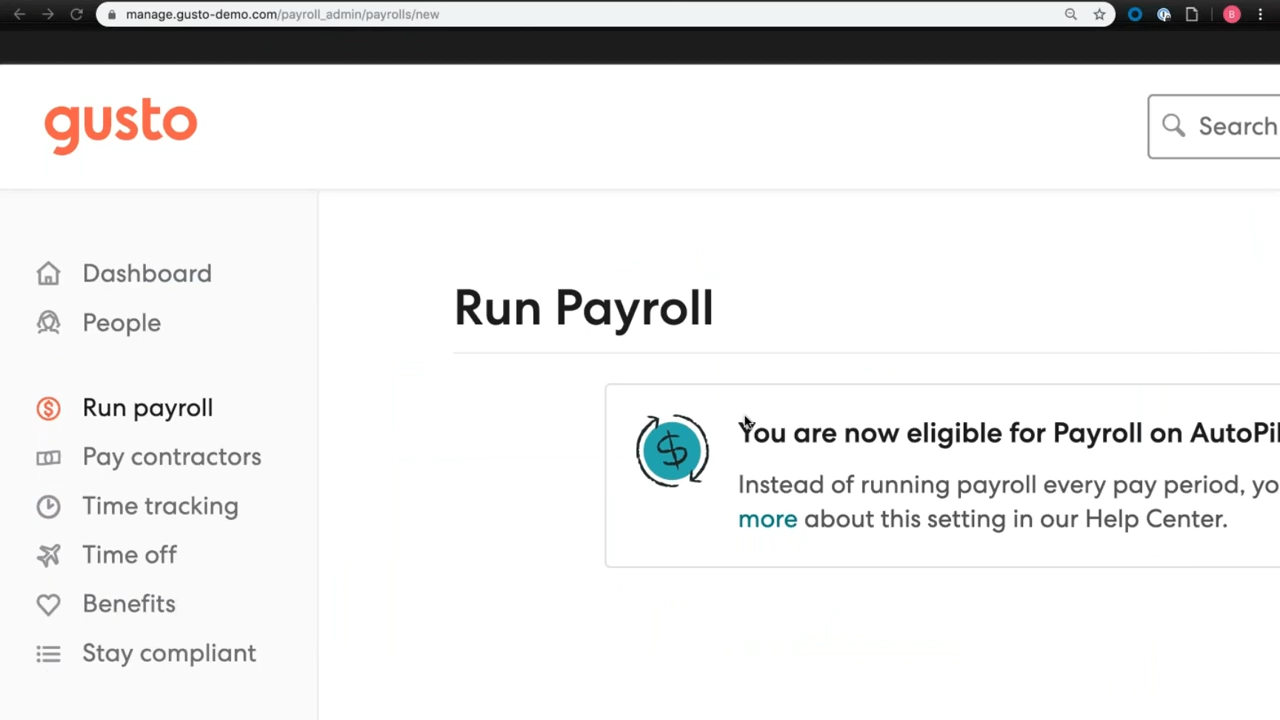 manage.gusto-demo.com/payroll_admin/payrolls/new
B
gusto
Search
Dashboard
People
Run payroll
Pay contractors
Time tracking
Time off
Benefits
Stay compliant
Run Payroll
$
You are now eligible for Payroll on AutoPil
Instead of running payroll every pay period, yo
more about this setting in our Help Center.